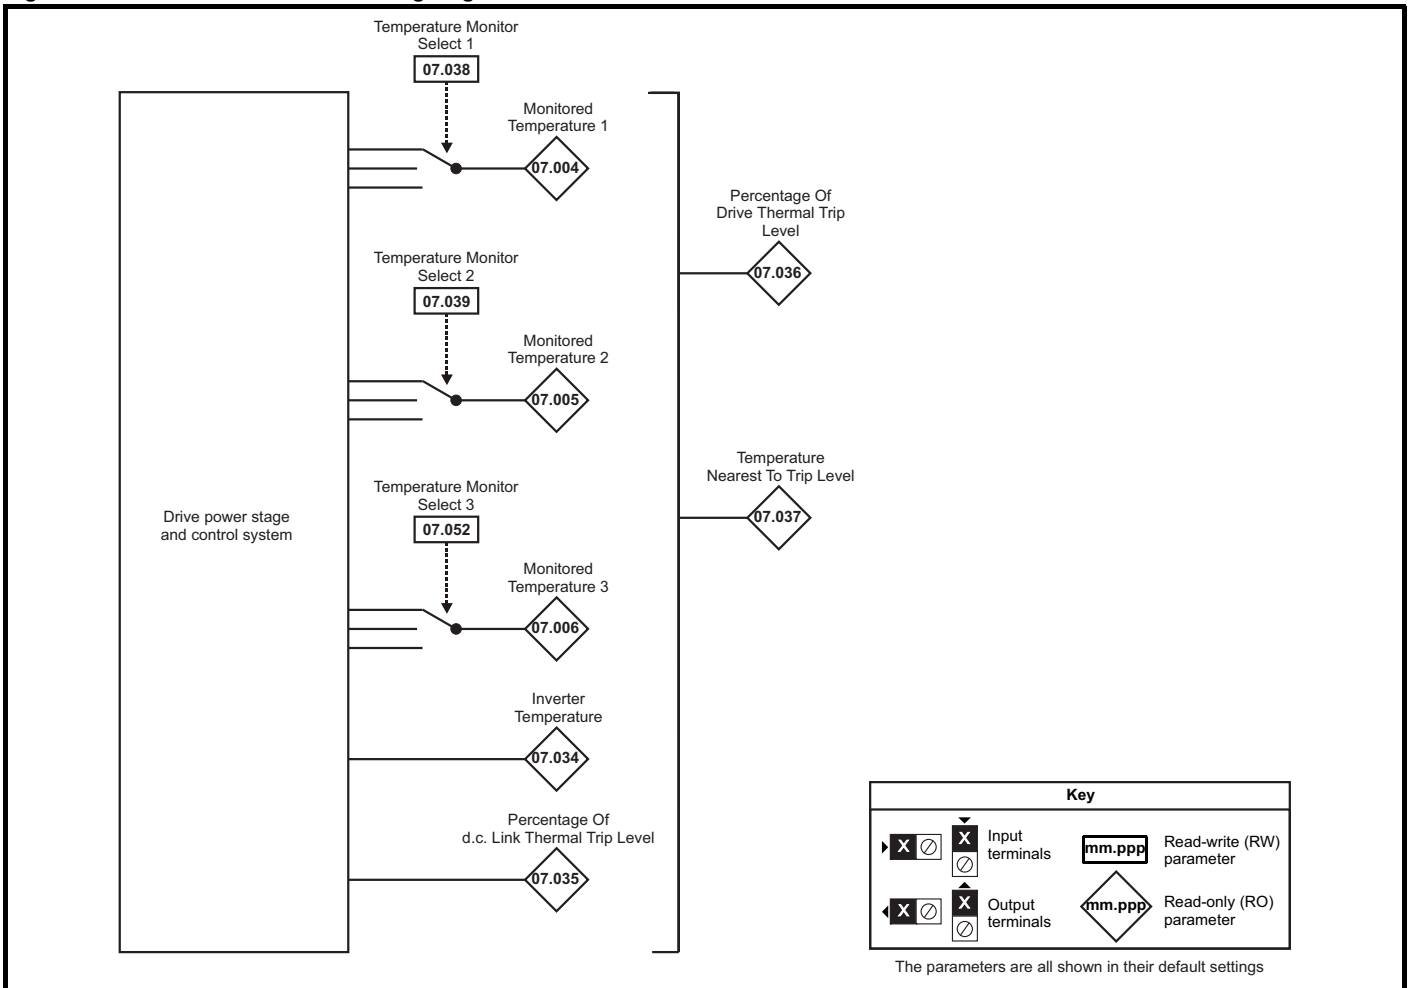 Temperature Monitor
Select 1
07.038
Monitored
Temperature 1
07.004
Percentage Of
Drive Thermal Trip
Level
07.036
Temperature Monitor
Select 2
07.039
Monitored
Temperature 2
07.005
Temperature
Nearest To Trip Level
07.037
Temperature Monitor
Select 3
07.052
Drive power stage
and control system
Monitored
Temperature 3
07.006
Inverter
Temperature
07.034
Percentage Of
d.c. Link Thermal Trip Level
07.035
Key
X
X
Input
terminals
mm.ppp
Read-write (RW)
parameter
X
X
Output
terminals
mm.ppp
Read-only (RO)
parameter
The parameters are all shown in their default settings